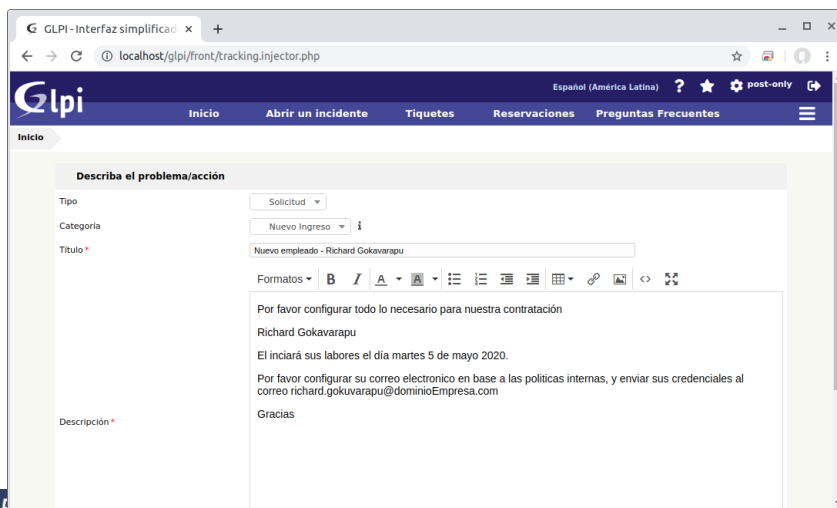 GLPI - Interfaz simplificad
localhost/glpi/front/tracking.injector.php
Glpi
Español (América Latina) ? post-only
Inicio Abrir un incidente Tiquetes Reservaciones Preguntas Frecuentes
Inicio
Describa el problema/acción
Tipo Solicitud
Categoría Nuevo Ingreso i
Título * Nuevo empleado - Richard Gokavarapu
Formatos B I A A
Por favor configurar todo lo necesario para nuestra contratación
Richard Gokavarapu
El inciará sus labores el día martes 5 de mayo 2020.
Por favor configurar su correo electronico en base a las politicas internas, y enviar sus credenciales al
correo richard.gokuvarapu@dominioEmpresa.com
Gracias
Descripción *